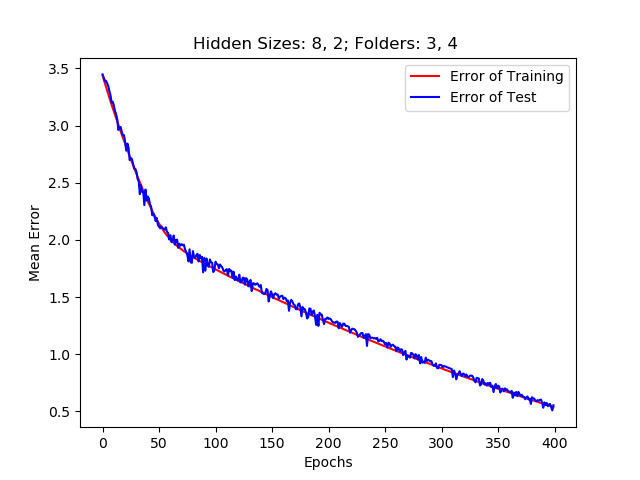 Hidden Sizes: 8, 2; Folders: 3, 4
Error of Training
Error of Test
3.5
3.0
2.5
2.0
1.5
1.0
0.5
Mean Error
0 50 100 150 200 250 300 350 400
Epochs